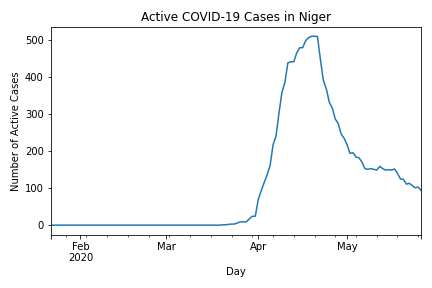 Active COVID-19 Cases in Niger
500
400
300
200
100
0
Number of Active Cases
Feb
2020
Mar
Apr
May
Day